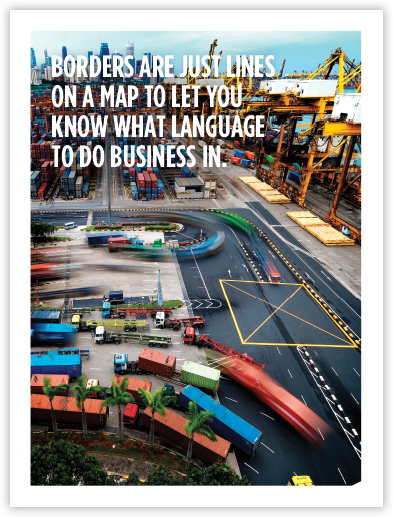 BORDERS ARE JUST LINES
ON A MAP TO LET YOU
KNOW WHAT LANGUAGE
TO DO BUSINESS IN.